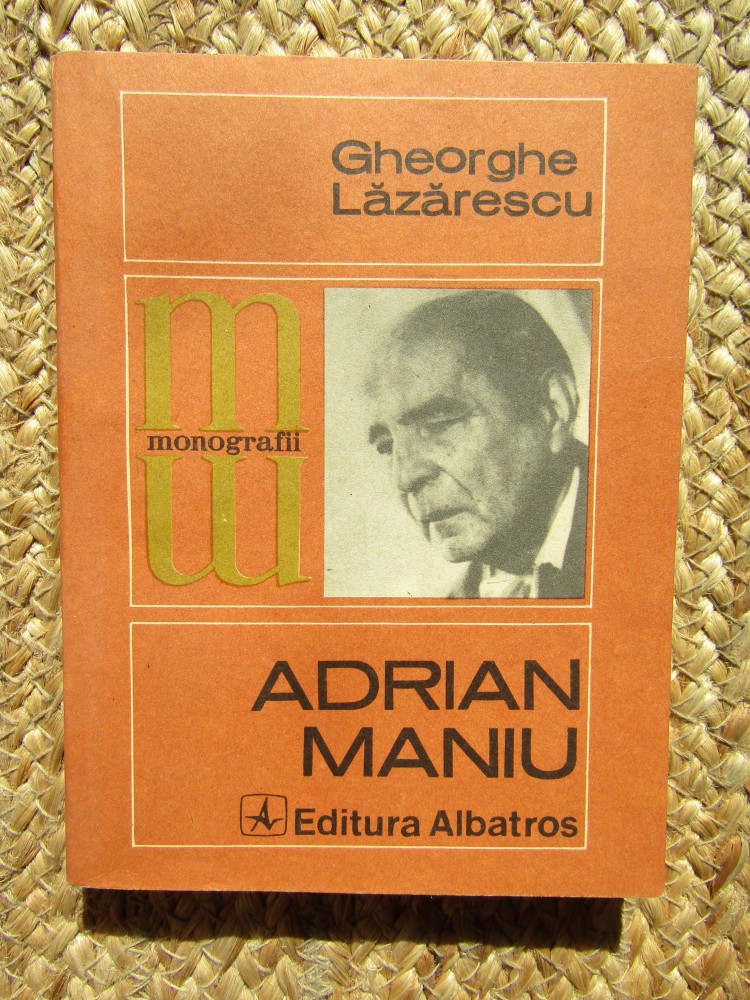 Gheorghe
Lăzărescu
m
monografii
m
ADRIAN
MANIU
Editura Albatros